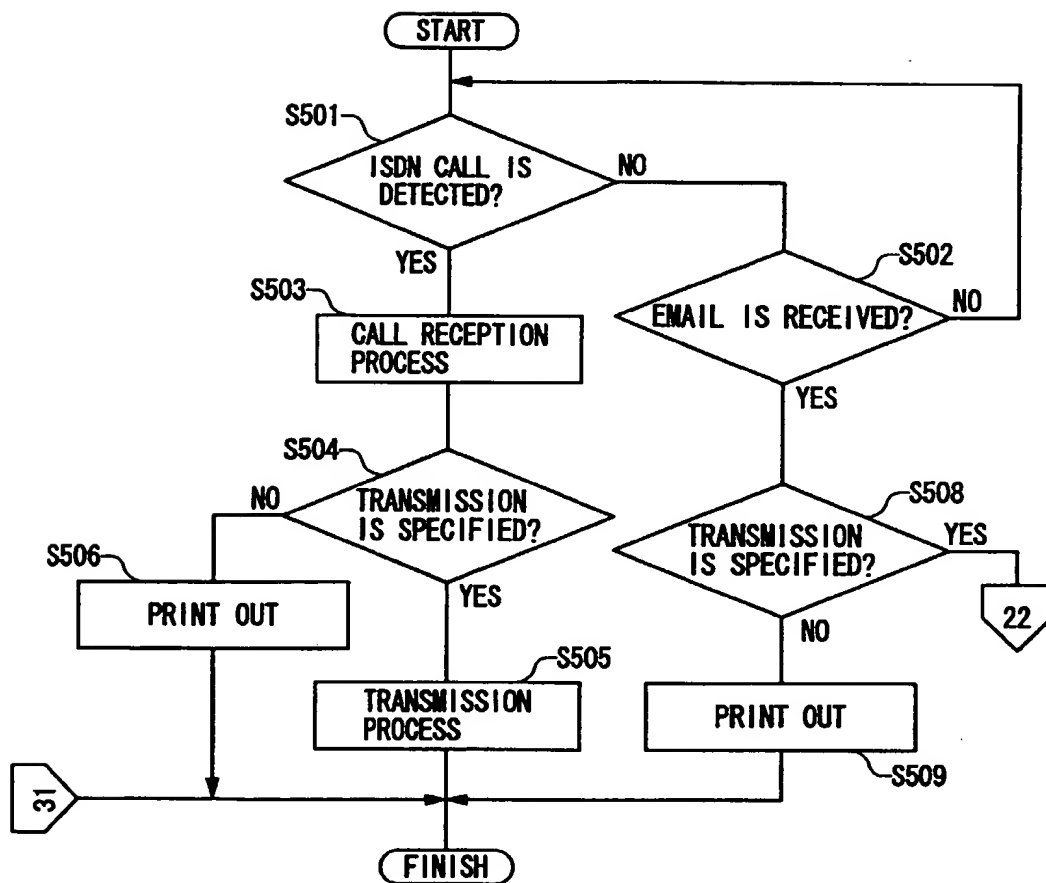 START
S501
ISDN CALL IS
DETECTED?
NO
YES
S502
EMAIL IS RECEIVED?
NO
YES
S503
CALL RECEPTION
PROCESS
S504
TRANSMISSION
IS SPECIFIED?
NO
YES
S508
TRANSMISSION
IS SPECIFIED?
YES
NO
22
S506
PRINT OUT
S505
TRANSMISSION
PROCESS
PRINT OUT
S509
31
FINISH